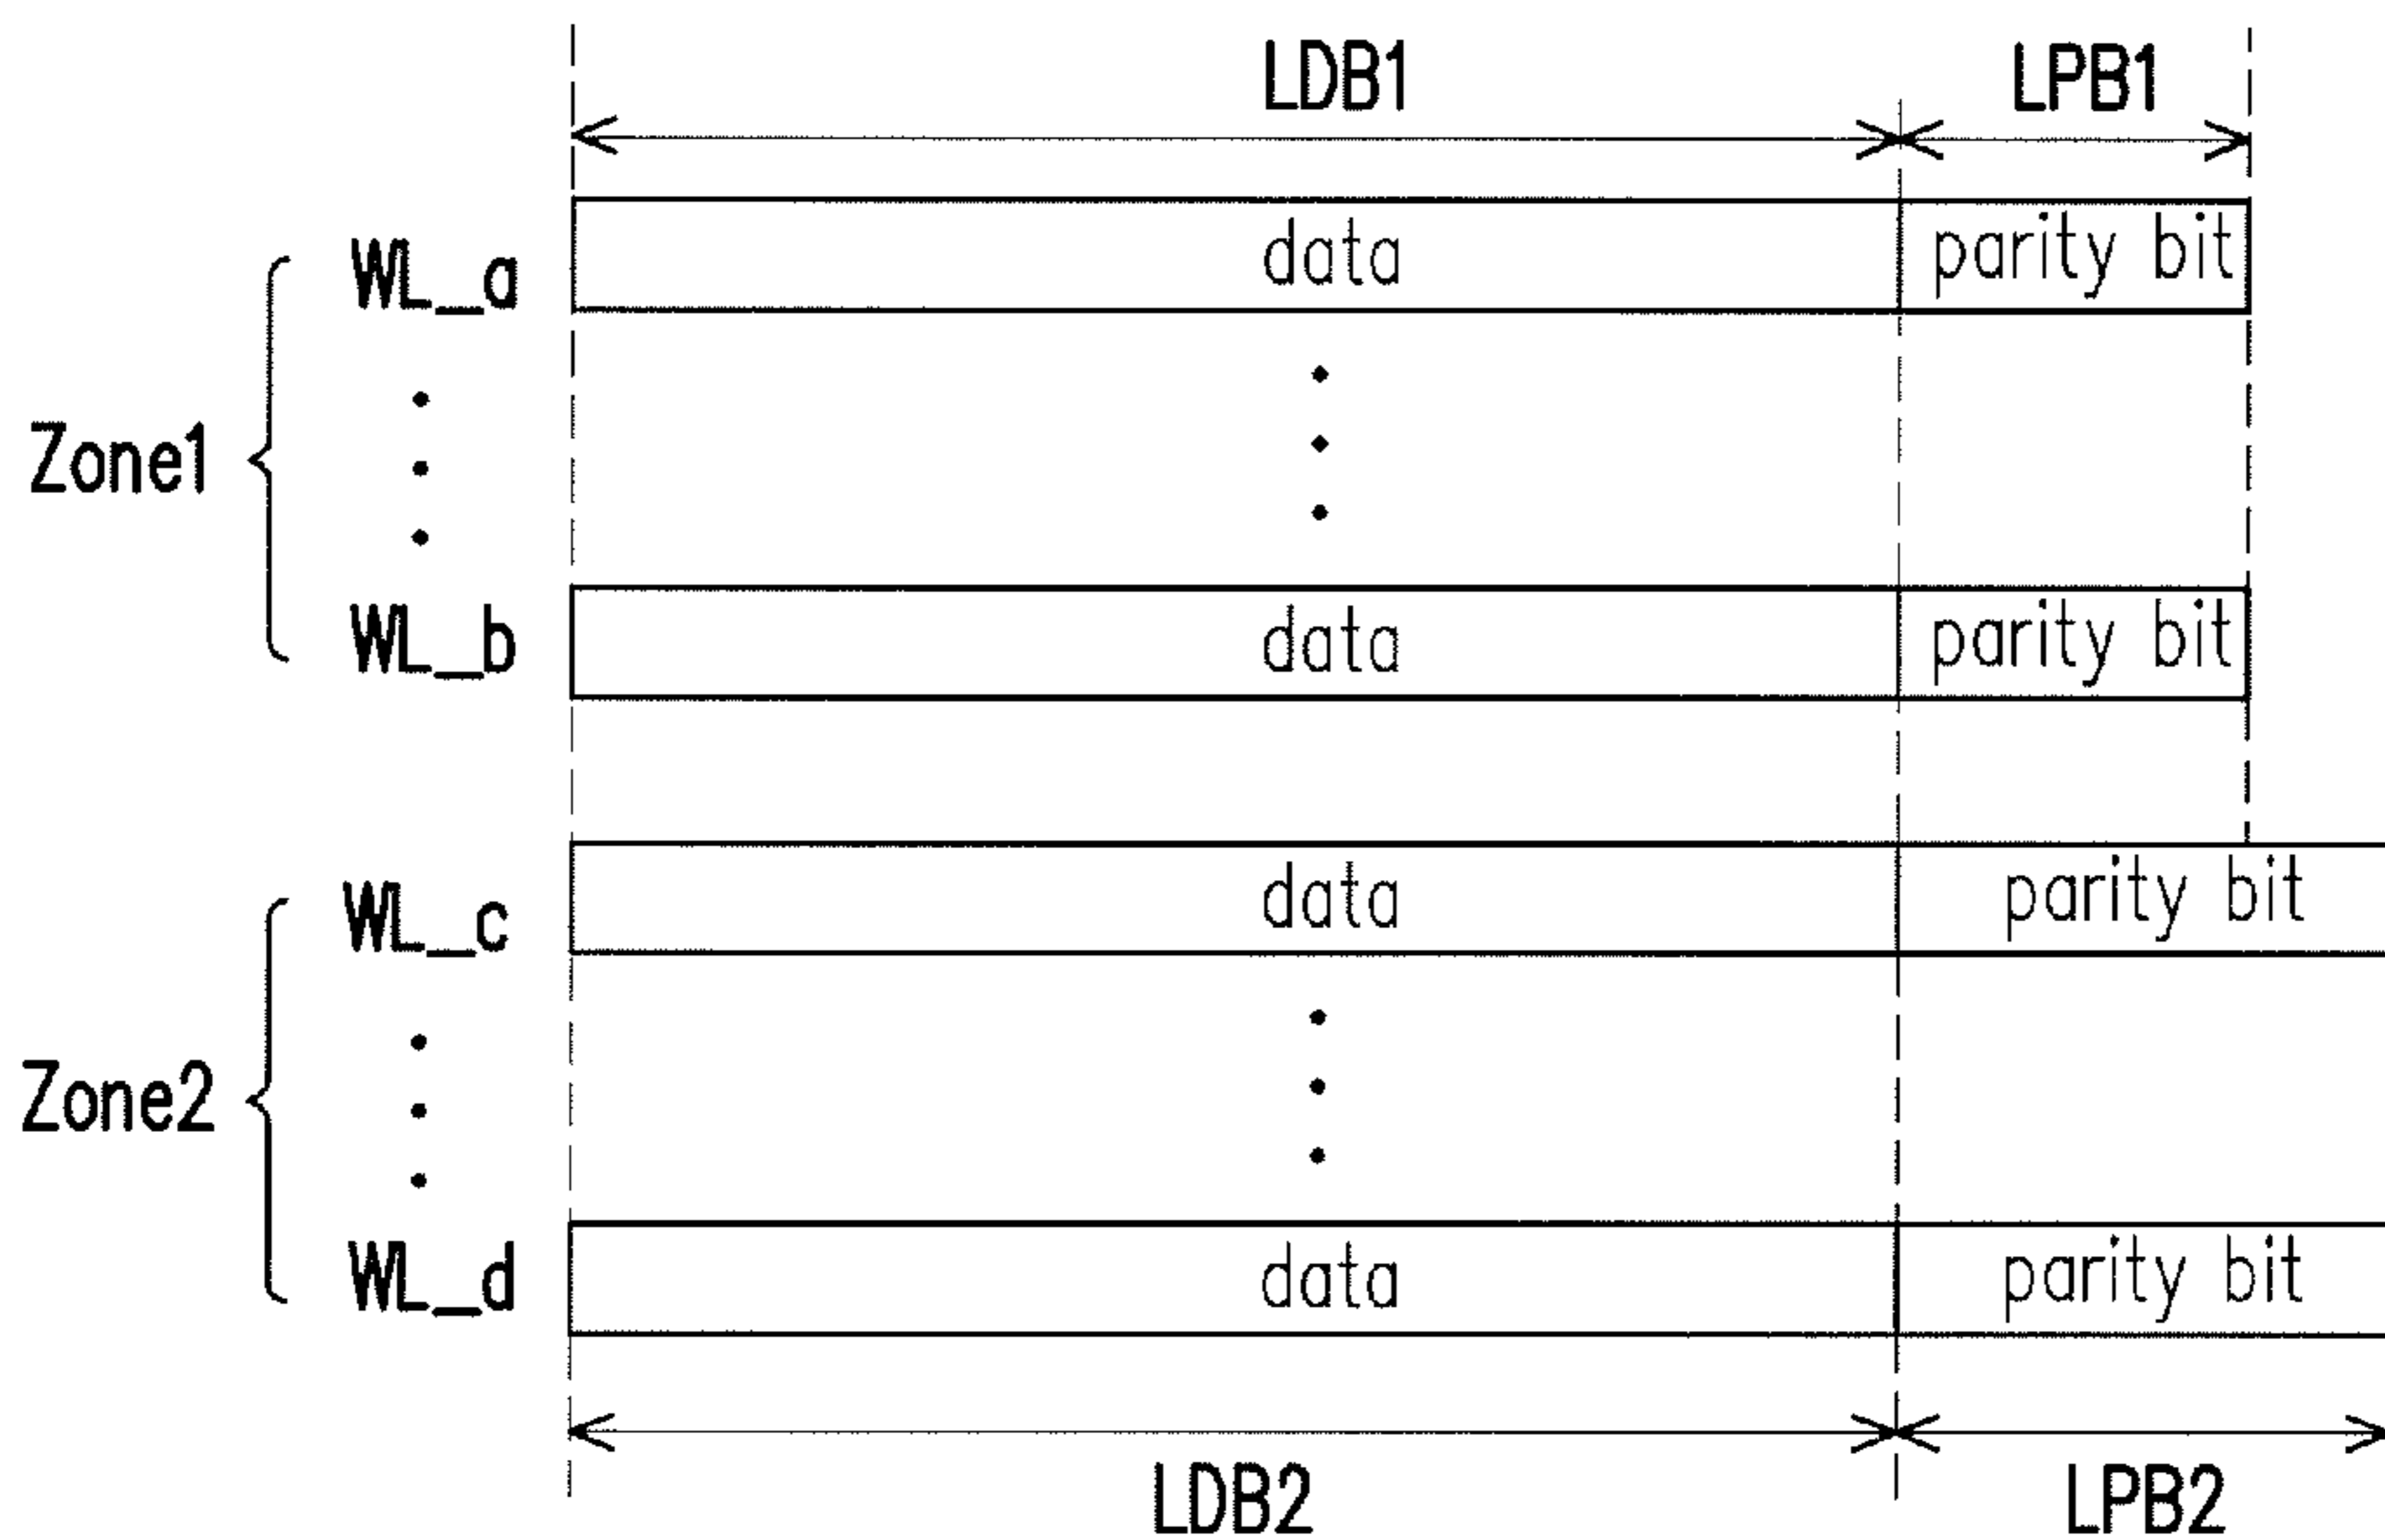 LDB1 LPB1
WL_a data parity bit
Zone1
WL_b data parity bit
WL_c data parity bit
Zone2
WL_d data parity bit
LDB2 LPB2